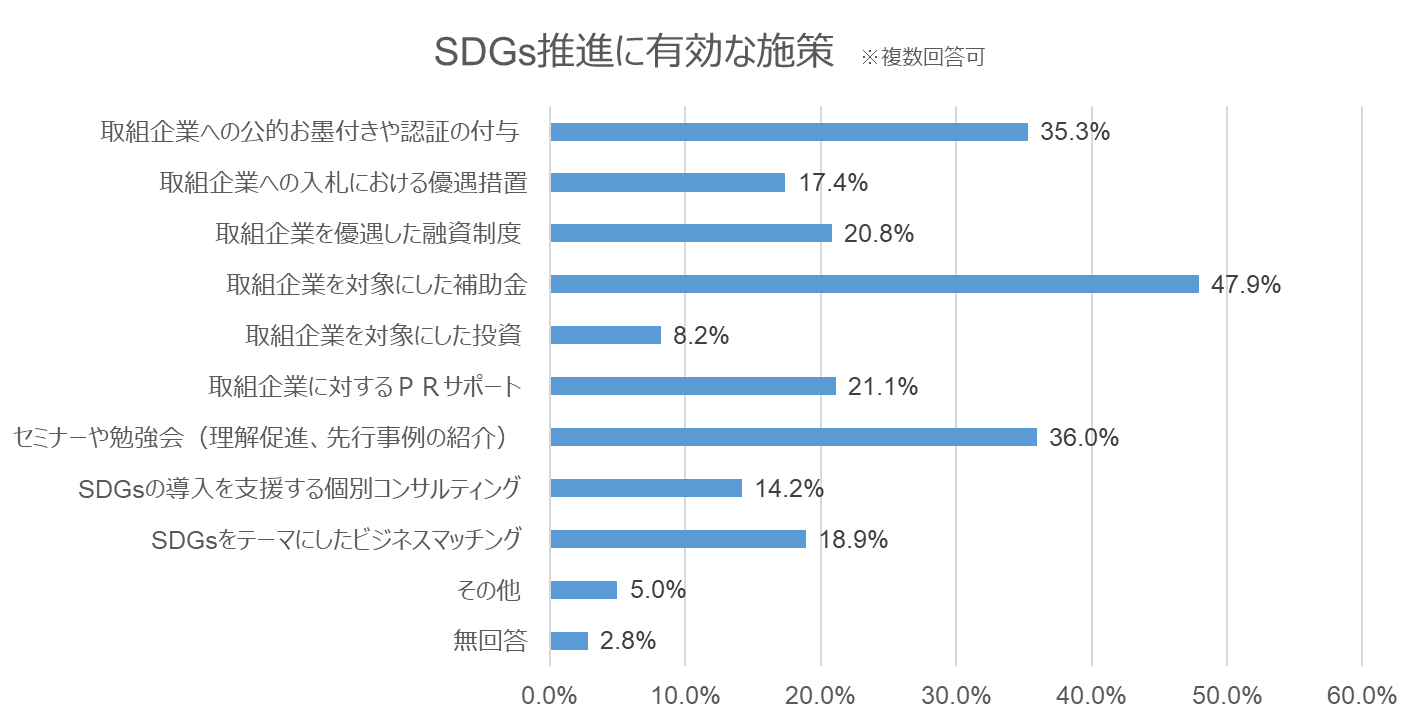 SDGs推進に有効な施策 ※複数回答可
取組企業への公的お墨付きや認証の付与 35.3%
取組企業への入札における優遇措置 17.4%
取組企業を優遇した融資制度 20.8%
取組企業を対象にした補助金 47.9%
取組企業を対象にした投資 8.2%
取組企業に対するＰＲサポート 21.1%
セミナーや勉強会（理解促進、先行事例の紹介） 36.0%
SDGsの導入を支援する個別コンサルティング 14.2%
SDGsをテーマにしたビジネスマッチング 18.9%
その他 5.0%
無回答 2.8%
0.0% 10.0% 20.0% 30.0% 40.0% 50.0% 60.0%